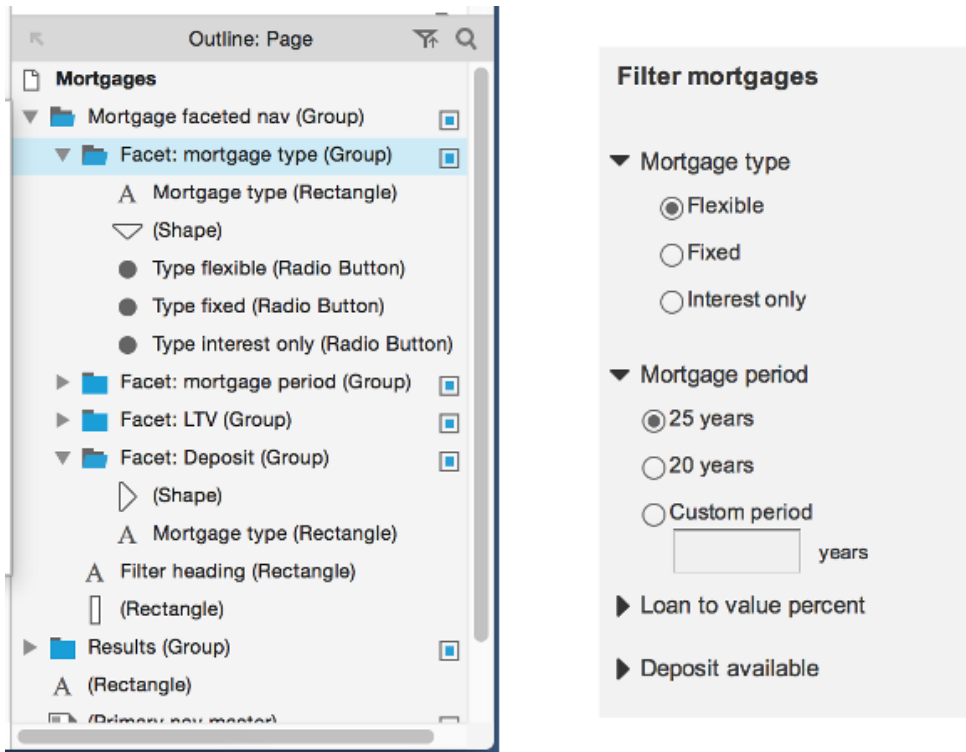 Outline: Page
Mortgages
Mortgage faceted nav (Group)
Facet: mortgage type (Group)
A Mortgage type (Rectangle)
(Shape)
Type flexible (Radio Button)
Type fixed (Radio Button)
Type interest only (Radio Button)
Facet: mortgage period (Group)
Facet: LTV (Group)
Facet: Deposit (Group)
(Shape)
A Mortgage type (Rectangle)
A Filter heading (Rectangle)
(Rectangle)
Results (Group)
A (Rectangle)
(Primary nav master)
Filter mortgages
Mortgage type
Flexible
Fixed
Interest only
Mortgage period
25 years
20 years
Custom period
years
Loan to value percent
Deposit available